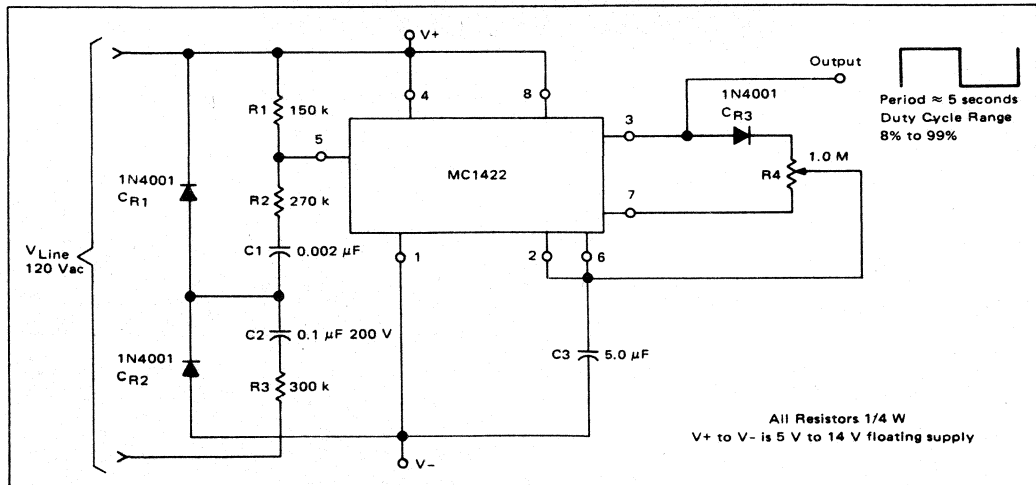 V+
Output
R1 150 k
4
8
1N4001
CR3
3
Period ≈ 5 seconds
Duty Cycle Range
8% to 99%
5
1.0 M
R4
MC1422
1N4001
CR1
R2 270 k
7
VLine
120 Vac
C1 0.002 μF
1
2
6
C2 0.1 μF 200 V
1N4001
CR2
R3 300 k
C3 5.0 μF
All Resistors 1/4 W
V+ to V- is 5 V to 14 V floating supply
V-